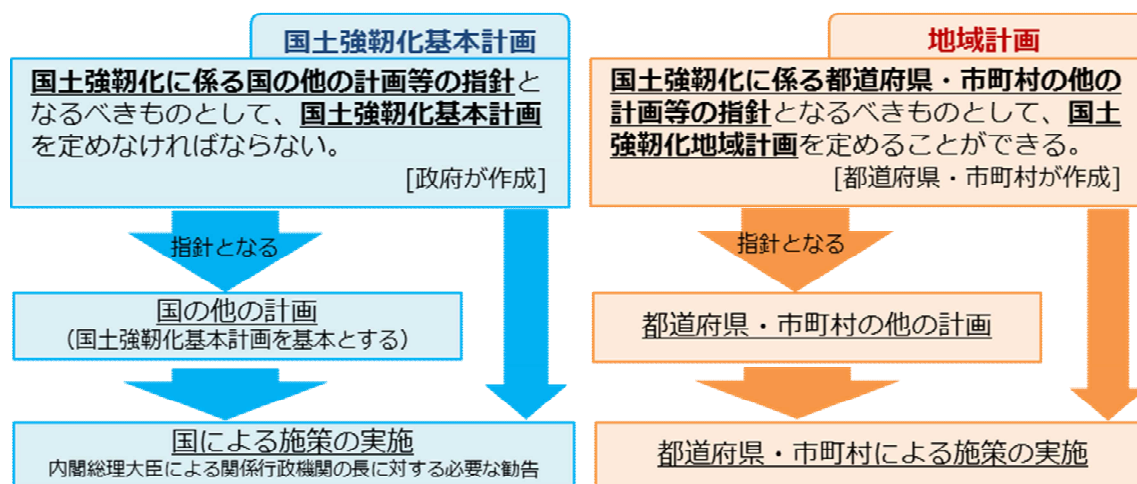 国土強靭化基本計画
国土強靭化に係る国の他の計画等の指針と
なるべきものとして、国土強靭化基本計画
を定めなければならない。
[政府が作成]
指針となる
国の他の計画
（国土強靭化基本計画を基本とする）
国による施策の実施
内閣総理大臣による関係行政機関の長に対する必要な勧告
地域計画
国土強靭化に係る都道府県・市町村の他の
計画等の指針となるべきものとして、国土
強靭化地域計画を定めることができる。
[都道府県・市町村が作成]
指針となる
都道府県・市町村の他の計画
都道府県・市町村による施策の実施